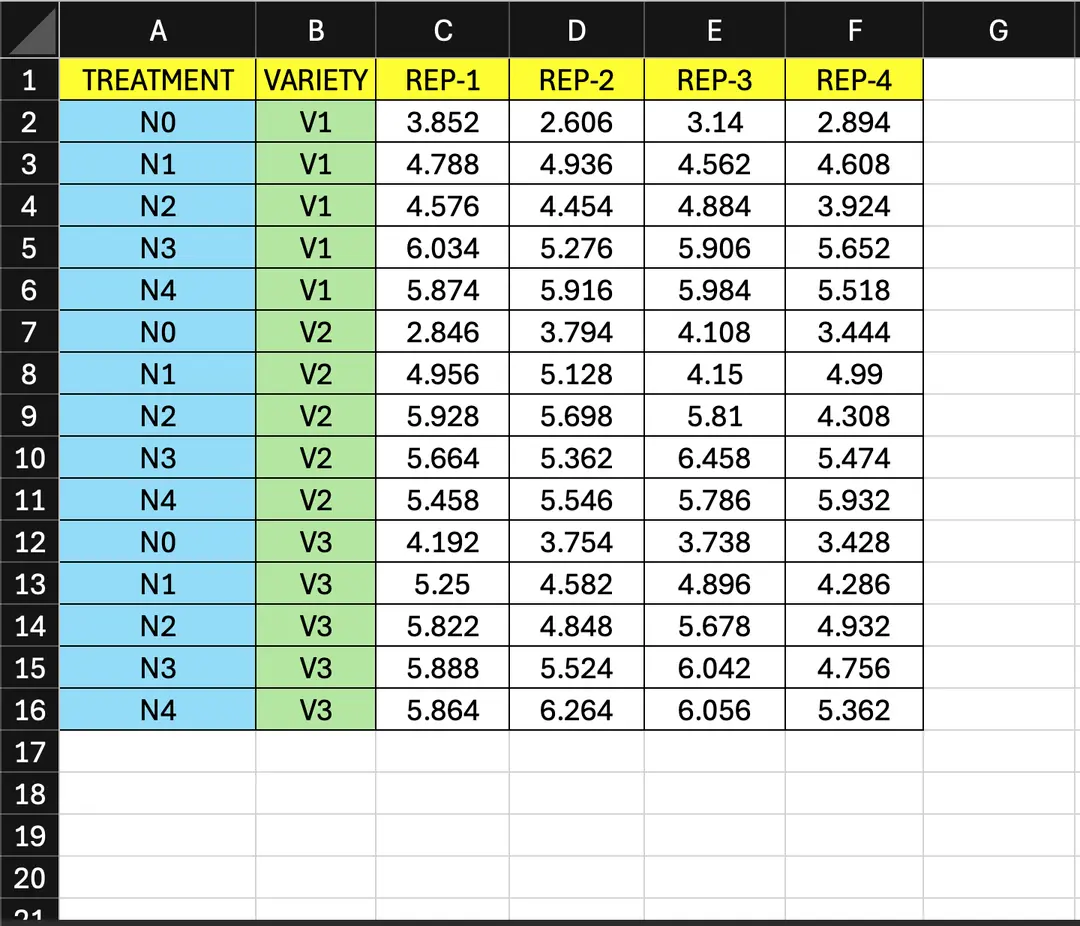 A B C D E F G
1 TREATMENT VARIETY REP-1 REP-2 REP-3 REP-4
2 N0 V1 3.852 2.606 3.14 2.894
3 N1 V1 4.788 4.936 4.562 4.608
4 N2 V1 4.576 4.454 4.884 3.924
5 N3 V1 6.034 5.276 5.906 5.652
6 N4 V1 5.874 5.916 5.984 5.518
7 N0 V2 2.846 3.794 4.108 3.444
8 N1 V2 4.956 5.128 4.15 4.99
9 N2 V2 5.928 5.698 5.81 4.308
10 N3 V2 5.664 5.362 6.458 5.474
11 N4 V2 5.458 5.546 5.786 5.932
12 N0 V3 4.192 3.754 3.738 3.428
13 N1 V3 5.25 4.582 4.896 4.286
14 N2 V3 5.822 4.848 5.678 4.932
15 N3 V3 5.888 5.524 6.042 4.756
16 N4 V3 5.864 6.264 6.056 5.362
17
18
19
20
21